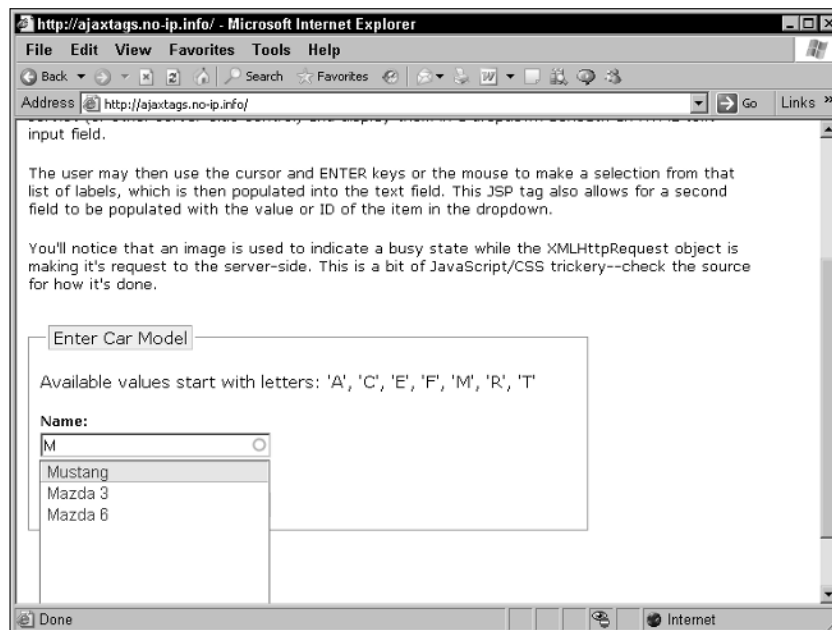 http://ajaxtags.no-ip.info/ - Microsoft Internet Explorer
File Edit View Favorites Tools Help
Back Search Favorites
Address http://ajaxtags.no-ip.info/ Go Links »
input field.
The user may then use the cursor and ENTER keys or the mouse to make a selection from that
list of labels, which is then populated into the text field. This JSP tag also allows for a second
field to be populated with the value or ID of the item in the dropdown.
You'll notice that an image is used to indicate a busy state while the XMLHttpRequest object is
making it's request to the server-side. This is a bit of JavaScript/CSS trickery--check the source
for how it's done.
Enter Car Model
Available values start with letters: 'A', 'C', 'E', 'F', 'M', 'R', 'T'
Name:
M
Mustang
Mazda 3
Mazda 6
Done Internet